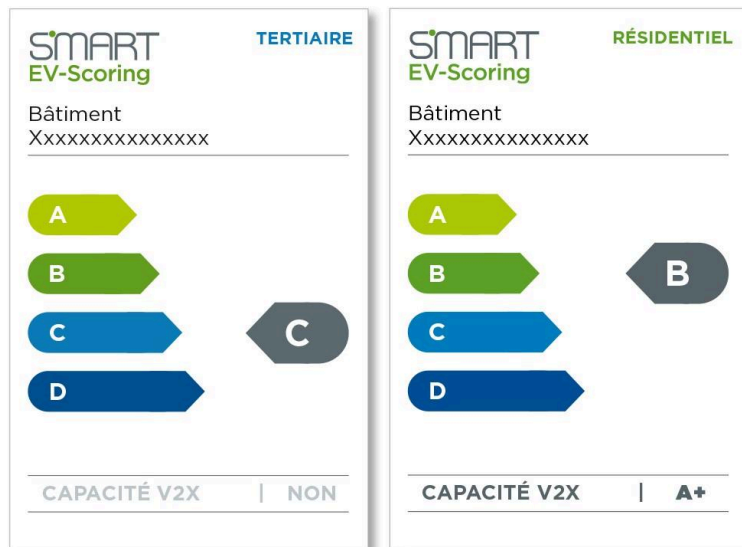 SMART
EV-Scoring
TERTIAIRE
Bâtiment
Xxxxxxxxxxxxxxx
A
B
C
D
C
CAPACITÉ V2X | NON
SMART
EV-Scoring
RÉSIDENTIEL
Bâtiment
Xxxxxxxxxxxxxxx
A
B
C
D
B
CAPACITÉ V2X | A+